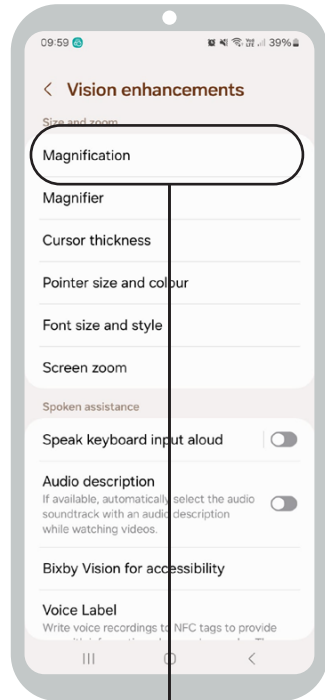 09:59 39%
< Vision enhancements
Size and zoom
Magnification
Magnifier
Cursor thickness
Pointer size and colour
Font size and style
Screen zoom
Spoken assistance
Speak keyboard input aloud
Audio description
If available, automatically select the audio
soundtrack with an audio description
while watching videos.
Bixby Vision for accessibility
Voice Label
Write voice recordings to NFC tags to provide